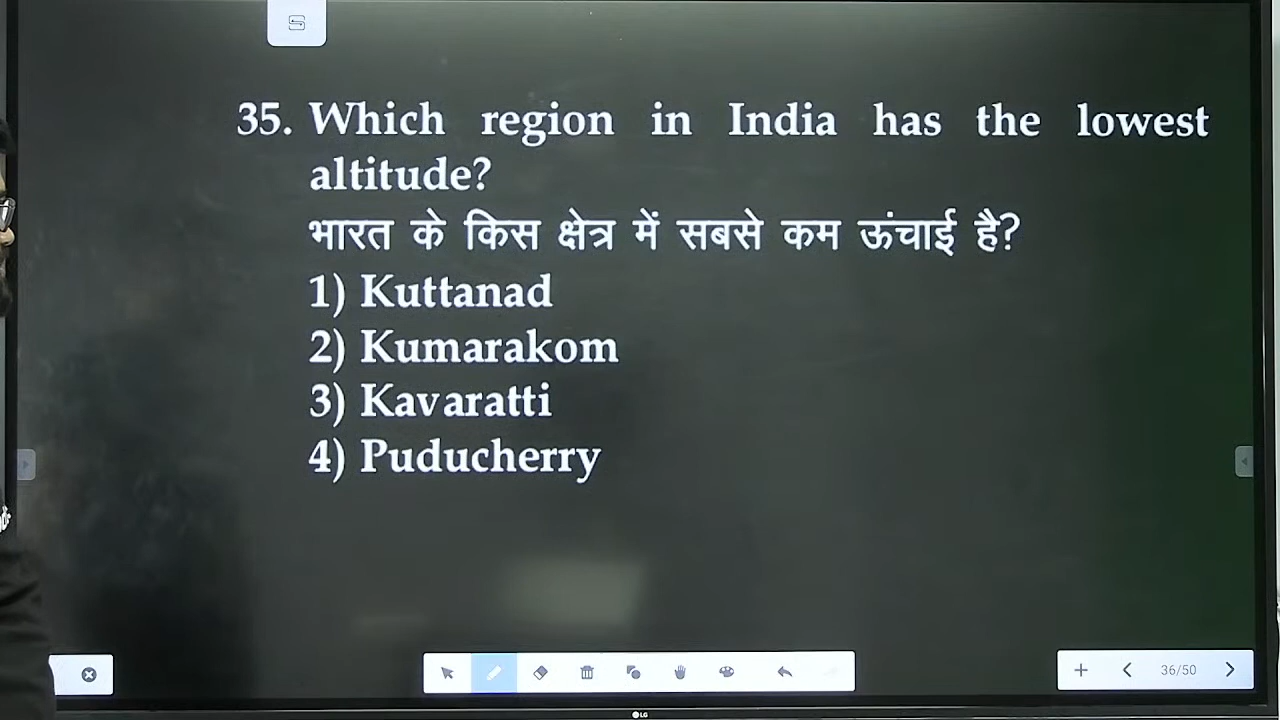 35. Which region in India has the lowest
altitude?
भारत के किस क्षेत्र में सबसे कम ऊंचाई है?
1) Kuttanad
2) Kumarakom
3) Kavaratti
4) Puducherry
36/50
LG